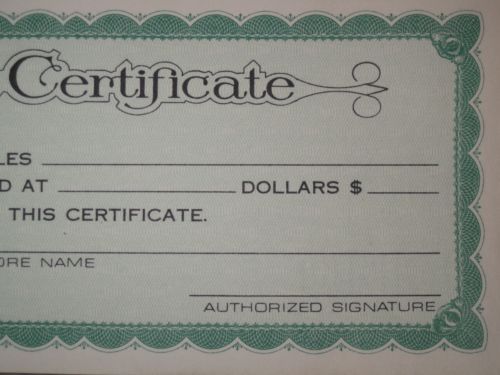 Certificate
LES
D AT DOLLARS $
THIS CERTIFICATE.
ORE NAME
AUTHORIZED SIGNATURE